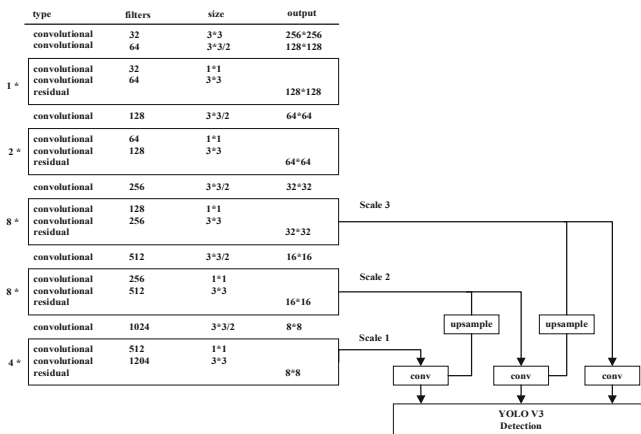 type filters size output
convolutional 32 3*3 256*256
convolutional 64 3*3/2 128*128
convolutional 32 1*1
1 * convolutional 64 3*3
residual 128*128
convolutional 128 3*3/2 64*64
convolutional 64 1*1
2 * convolutional 128 3*3
residual 64*64
convolutional 256 3*3/2 32*32
Scale 3
convolutional 128 1*1
8 * convolutional 256 3*3
residual 32*32
convolutional 512 3*3/2 16*16
Scale 2
convolutional 256 1*1
8 * convolutional 512 3*3
residual 16*16
upsample upsample
convolutional 1024 3*3/2 8*8
Scale 1
convolutional 512 1*1
4 * convolutional 1204 3*3
residual 8*8
conv conv conv
YOLO V3
Detection